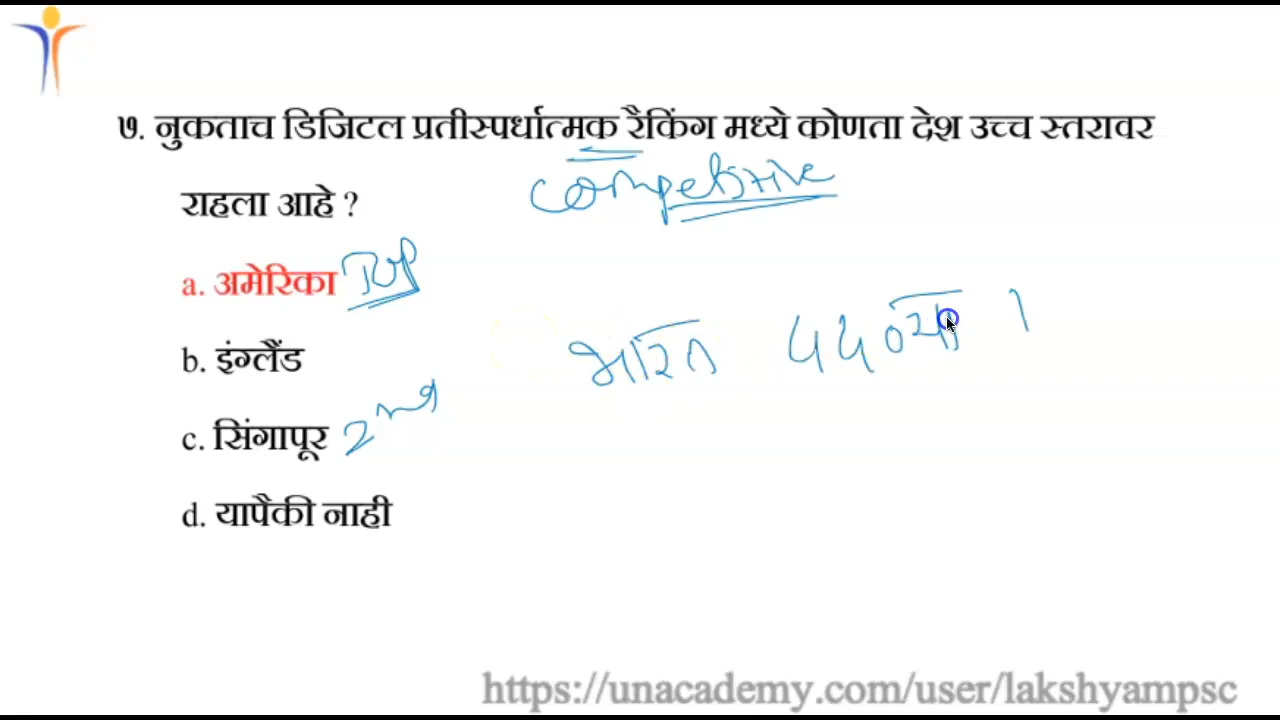 ७. नुकताच डिजिटल प्रतीस्पर्धात्मक रैकिंग मध्ये कोणता देश उच्च स्तरावर
राहला आहे ?
competitive
a. अमेरिका Top
भारत
b. इंग्लैंड
c. सिंगापूर 2nd
d. यापैकी नाही
https://unacademy.com/user/lakshyampsc